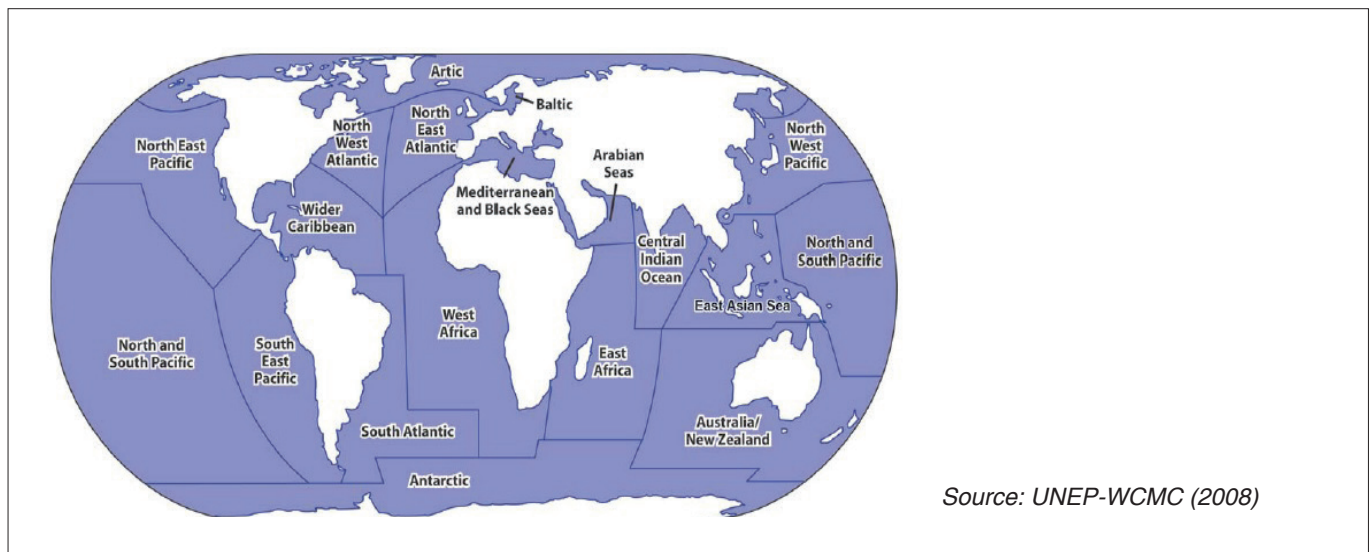 Artic
Baltic
North East
Pacific
North
West
Atlantic
North
East
Atlantic
North
West
Pacific
Arabian
Seas
Mediterranean
and Black Seas
Wider
Caribbean
Central
Indian
Ocean
North and
South Pacific
East Asian Sea
West
Africa
North and
South Pacific
South
East
Pacific
East
Africa
South Atlantic
Australia/
New Zealand
Antarctic
Source: UNEP-WCMC (2008)